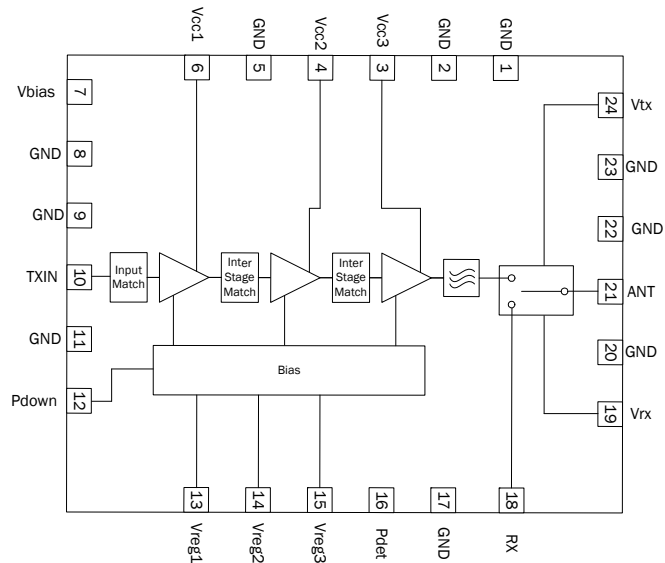 Vcc1
GND
Vcc2
Vcc3
GND
GND
6
5
4
3
2
1
Vbias
7
24
Vtx
GND
8
23
GND
GND
9
22
GND
TXIN
10
Input
Match
Inter
Stage
Match
Inter
Stage
Match
21
ANT
GND
11
20
GND
Bias
Pdown
12
19
Vrx
13
14
15
16
17
18
Vreg1
Vreg2
Vreg3
Pdet
GND
RX